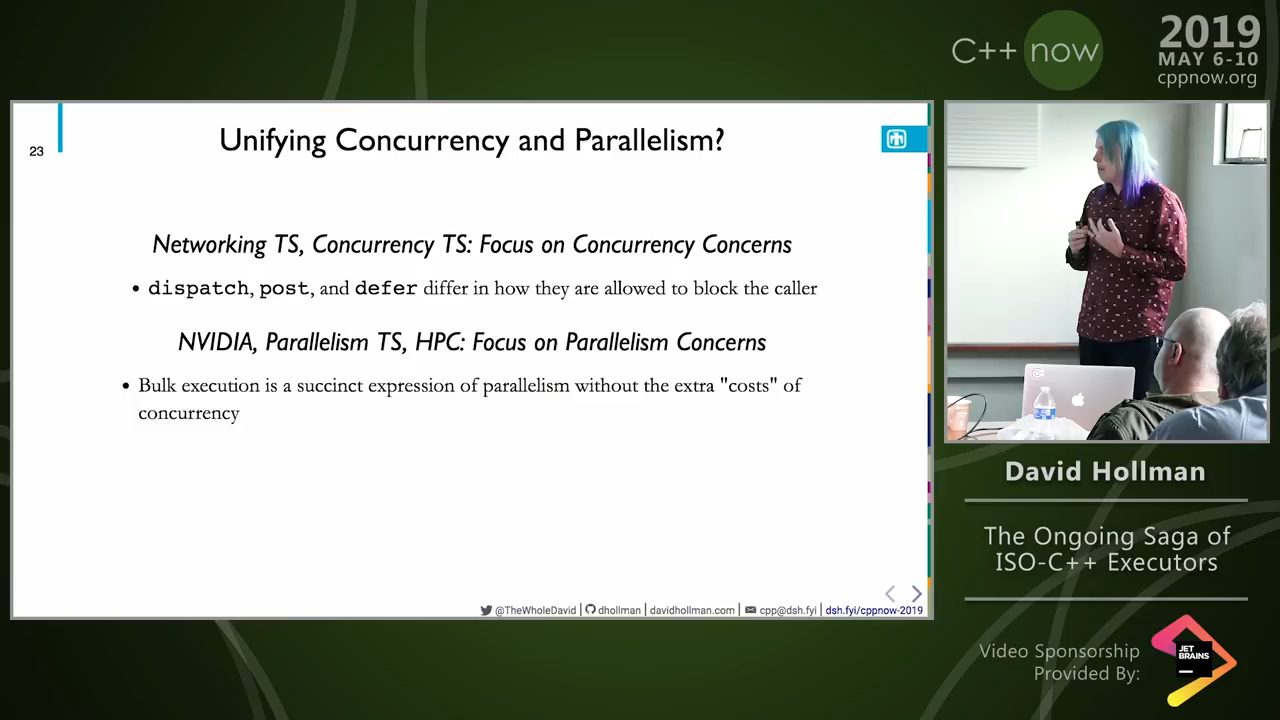 C++ now
2019
MAY 6-10
cppnow.org
23
Unifying Concurrency and Parallelism?
Networking TS, Concurrency TS: Focus on Concurrency Concerns
• dispatch, post, and defer differ in how they are allowed to block the caller
NVIDIA, Parallelism TS, HPC: Focus on Parallelism Concerns
• Bulk execution is a succinct expression of parallelism without the extra "costs" of
concurrency
@TheWholeDavid | dhollman | davidhollman.com | cpp@dsh.fyi | dsh.fyi/cppnow-2019
David Hollman
The Ongoing Saga of
ISO-C++ Executors
Video Sponsorship
Provided By:
JET
BRAINS